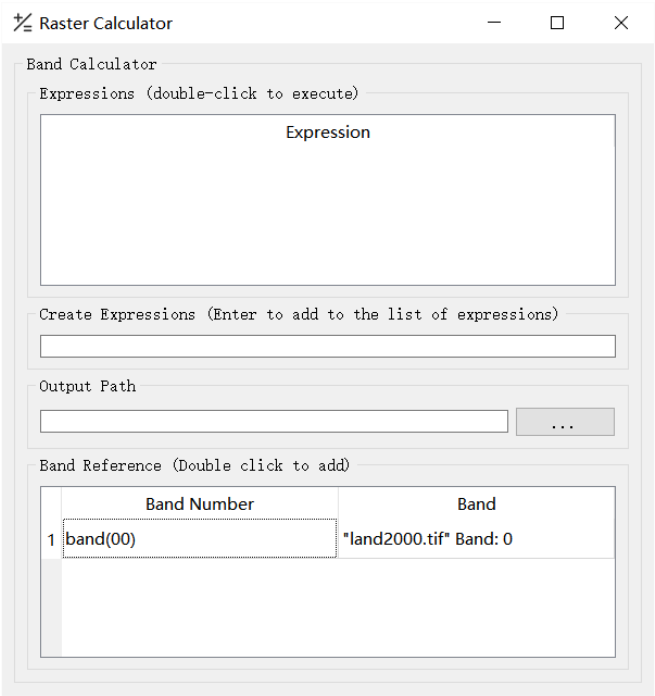 Raster Calculator
Band Calculator
Expressions (double-click to execute)
Expression
Create Expressions (Enter to add to the list of expressions)
Output Path
...
Band Reference (Double click to add)
Band Number Band
1 band(00) "land2000.tif" Band: 0